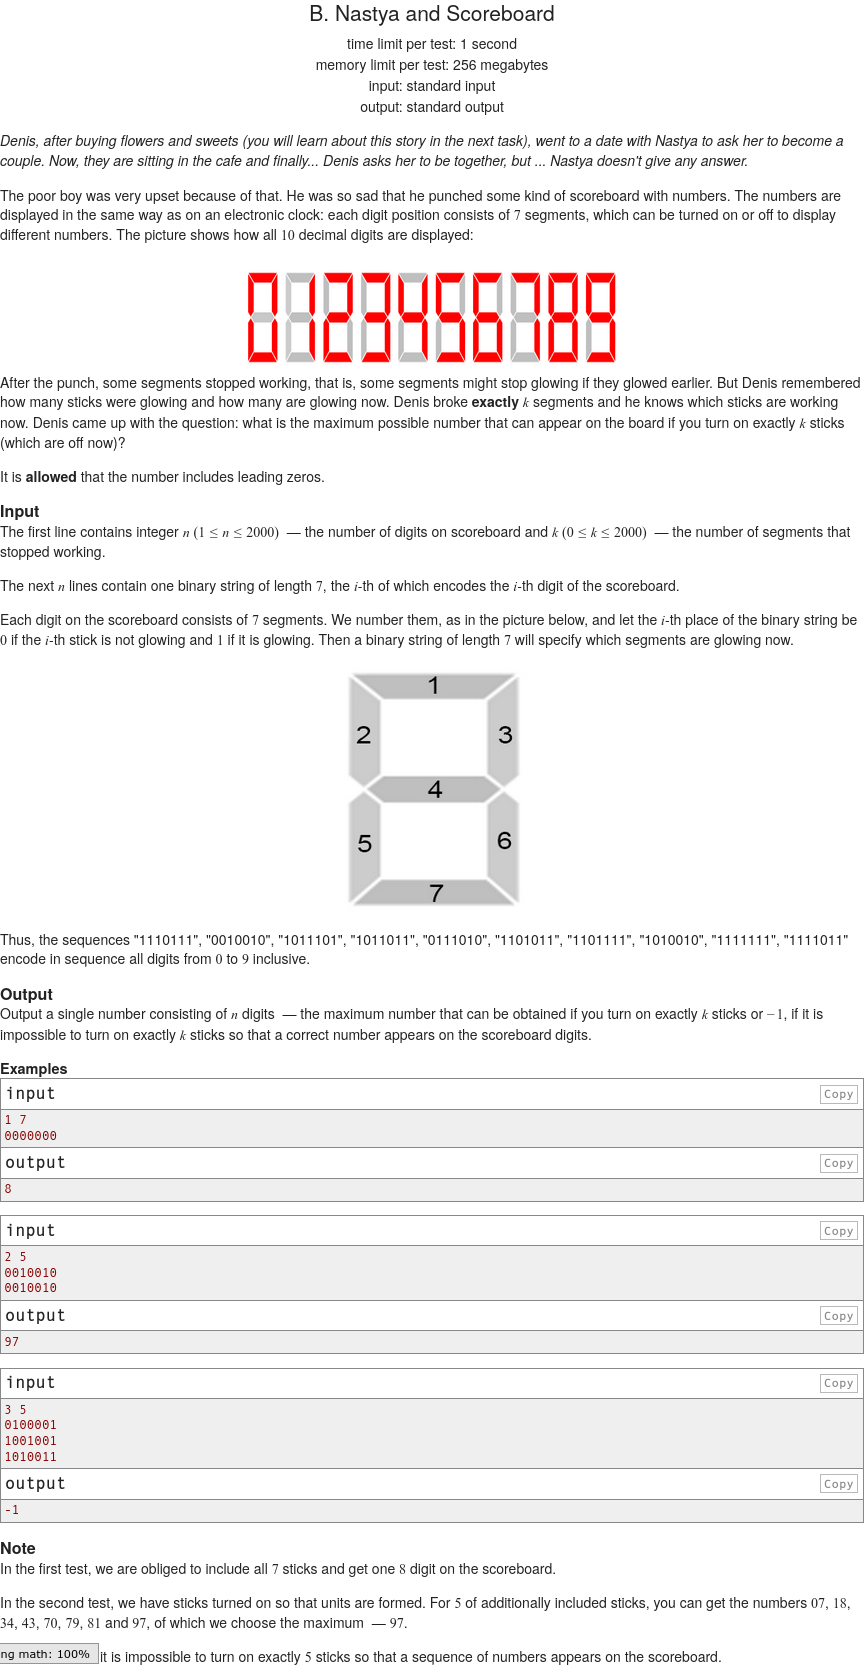 B. Nastya and Scoreboard
time limit per test: 1 second
memory limit per test: 256 megabytes
input: standard input
output: standard output
Denis, after buying flowers and sweets (you will learn about this story in the next task), went to a date with Nastya to ask her to become a
couple. Now, they are sitting in the cafe and finally... Denis asks her to be together, but ... Nastya doesn't give any answer.
The poor boy was very upset because of that. He was so sad that he punched some kind of scoreboard with numbers. The numbers are
displayed in the same way as on an electronic clock: each digit position consists of 7 segments, which can be turned on or off to display
different numbers. The picture shows how all 10 decimal digits are displayed:
0123456789
After the punch, some segments stopped working, that is, some segments might stop glowing if they glowed earlier. But Denis remembered
how many sticks were glowing and how many are glowing now. Denis broke exactly k segments and he knows which sticks are working
now. Denis came up with the question: what is the maximum possible number that can appear on the board if you turn on exactly k sticks
(which are off now)?
It is allowed that the number includes leading zeros.
Input
The first line contains integer n (1 ≤ n ≤ 2000)  — the number of digits on scoreboard and k (0 ≤ k ≤ 2000)  — the number of segments that
stopped working.
The next n lines contain one binary string of length 7, the i-th of which encodes the i-th digit of the scoreboard.
Each digit on the scoreboard consists of 7 segments. We number them, as in the picture below, and let the i-th place of the binary string be
0 if the i-th stick is not glowing and 1 if it is glowing. Then a binary string of length 7 will specify which segments are glowing now.
1
2 3
4
5 6
7
Thus, the sequences "1110111", "0010010", "1011101", "1011011", "0111010", "1101011", "1101111", "1010010", "1111111", "1111011"
encode in sequence all digits from 0 to 9 inclusive.
Output
Output a single number consisting of n digits  — the maximum number that can be obtained if you turn on exactly k sticks or −1, if it is
impossible to turn on exactly k sticks so that a correct number appears on the scoreboard digits.
Examples
input Copy
1 7
0000000
output Copy
8
input Copy
2 5
0010010
0010010
output Copy
97
input Copy
3 5
0100001
1001001
1010011
output Copy
-1
Note
In the first test, we are obliged to include all 7 sticks and get one 8 digit on the scoreboard.
In the second test, we have sticks turned on so that units are formed. For 5 of additionally included sticks, you can get the numbers 07, 18,
34, 43, 70, 79, 81 and 97, of which we choose the maximum  — 97.
ng math: 100% it is impossible to turn on exactly 5 sticks so that a sequence of numbers appears on the scoreboard.